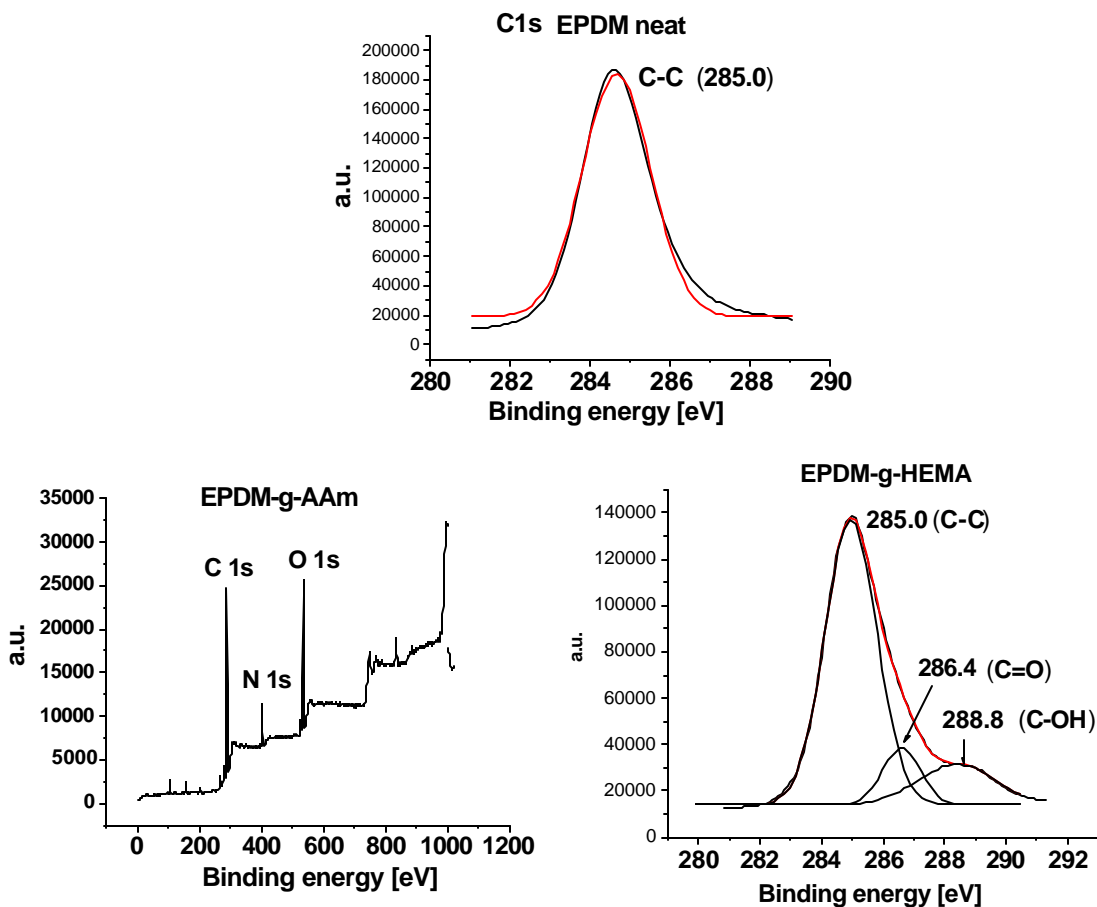 C1s EPDM neat
C-C (285.0)
a.u.
200000
180000
160000
140000
120000
100000
80000
60000
40000
20000
0
280 282 284 286 288 290
Binding energy [eV]
EPDM-g-AAm
C 1s
N 1s
O 1s
a.u.
35000
30000
25000
20000
15000
10000
5000
0
0 200 400 600 800 1000 1200
Binding energy [eV]
EPDM-g-HEMA
285.0 (C-C)
286.4 (C=O)
288.8 (C-OH)
a.u.
140000
120000
100000
80000
60000
40000
20000
0
280 282 284 286 288 290 292
Binding energy [eV]